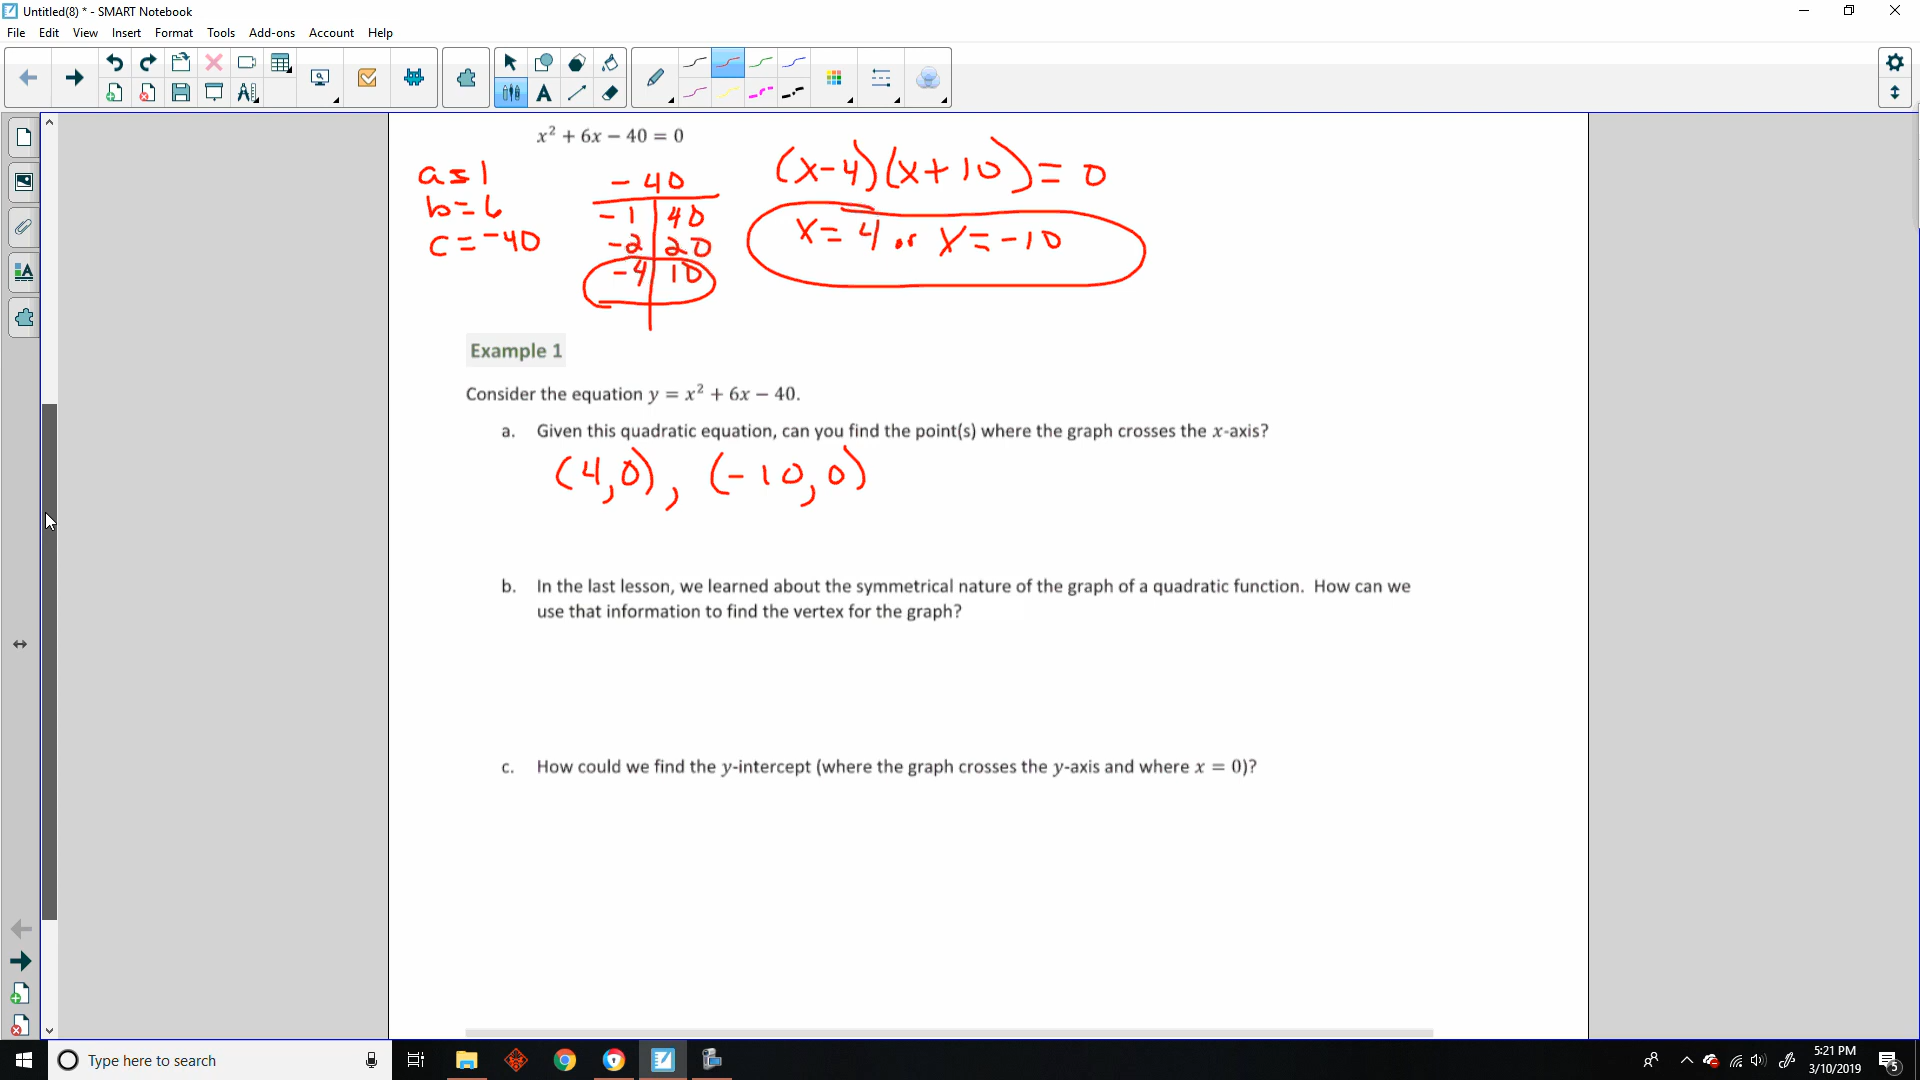 Untitled(8) * - SMART Notebook
File Edit View Insert Format Tools Add-ons Account Help
x² + 6x − 40 = 0
a = 1
b = 6
c = -40
- 40
- 1 | 40
- 2 | 20
- 4 | 10
(x-4)(x+10) = 0
x = 4 or x = -10
Example 1
Consider the equation y = x² + 6x − 40.
a. Given this quadratic equation, can you find the point(s) where the graph crosses the x-axis?
(4,0), (-10,0)
b. In the last lesson, we learned about the symmetrical nature of the graph of a quadratic function. How can we
use that information to find the vertex for the graph?
c. How could we find the y-intercept (where the graph crosses the y-axis and where x = 0)?
Type here to search
5:21 PM
3/10/2019
5